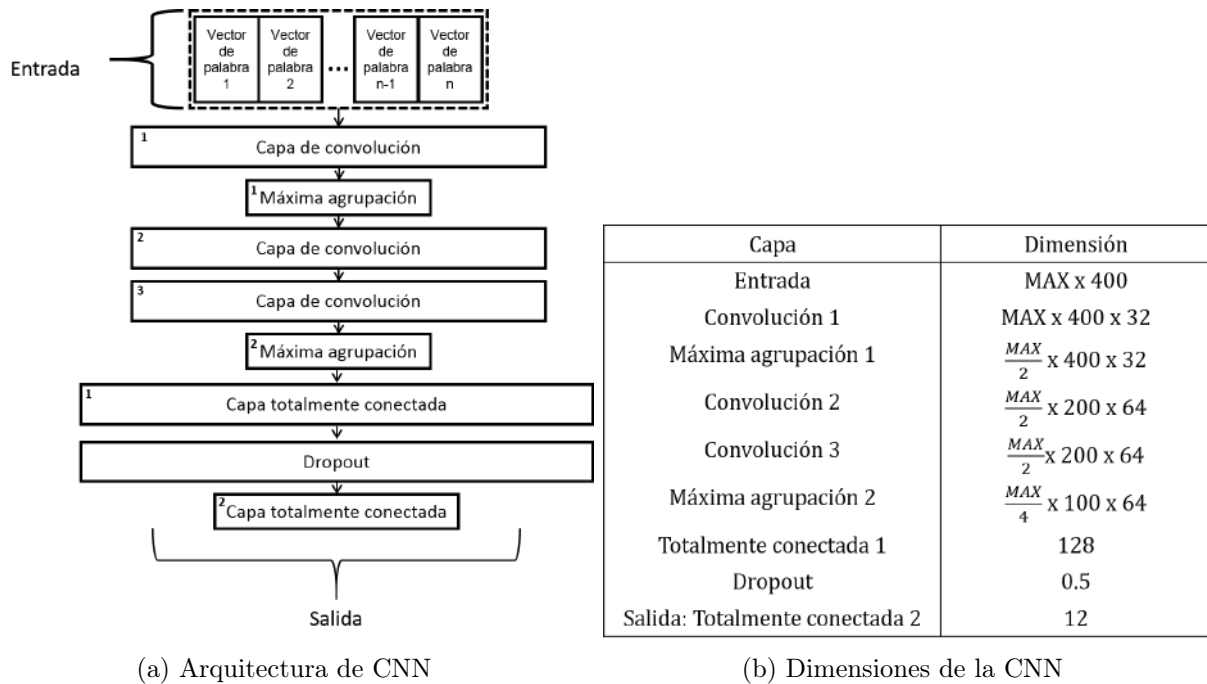 Entrada
Vector de palabra 1
Vector de palabra 2
...
Vector de palabra n-1
Vector de palabra n
1 Capa de convolución
1 Máxima agrupación
2 Capa de convolución
3 Capa de convolución
2 Máxima agrupación
1 Capa totalmente conectada
Dropout
2 Capa totalmente conectada
Salida
(a) Arquitectura de CNN
Capa Dimensión
Entrada MAX x 400
Convolución 1 MAX x 400 x 32
Máxima agrupación 1 MAX/2 x 400 x 32
Convolución 2 MAX/2 x 200 x 64
Convolución 3 MAX/2 x 200 x 64
Máxima agrupación 2 MAX/4 x 100 x 64
Totalmente conectada 1 128
Dropout 0.5
Salida: Totalmente conectada 2 12
(b) Dimensiones de la CNN